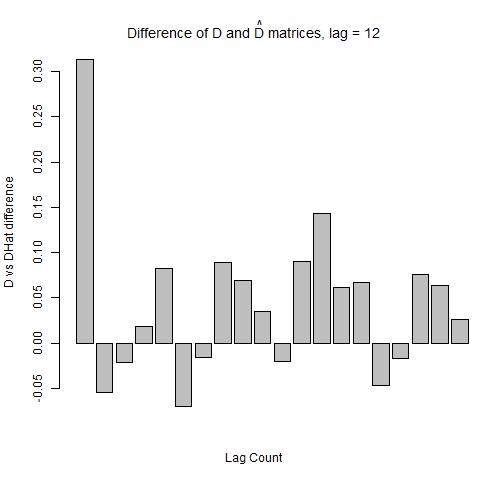 Difference of D and D̂ matrices, lag = 12
0.30
0.25
0.20
0.15
0.10
0.05
0.00
-0.05
D vs DHat difference
Lag Count